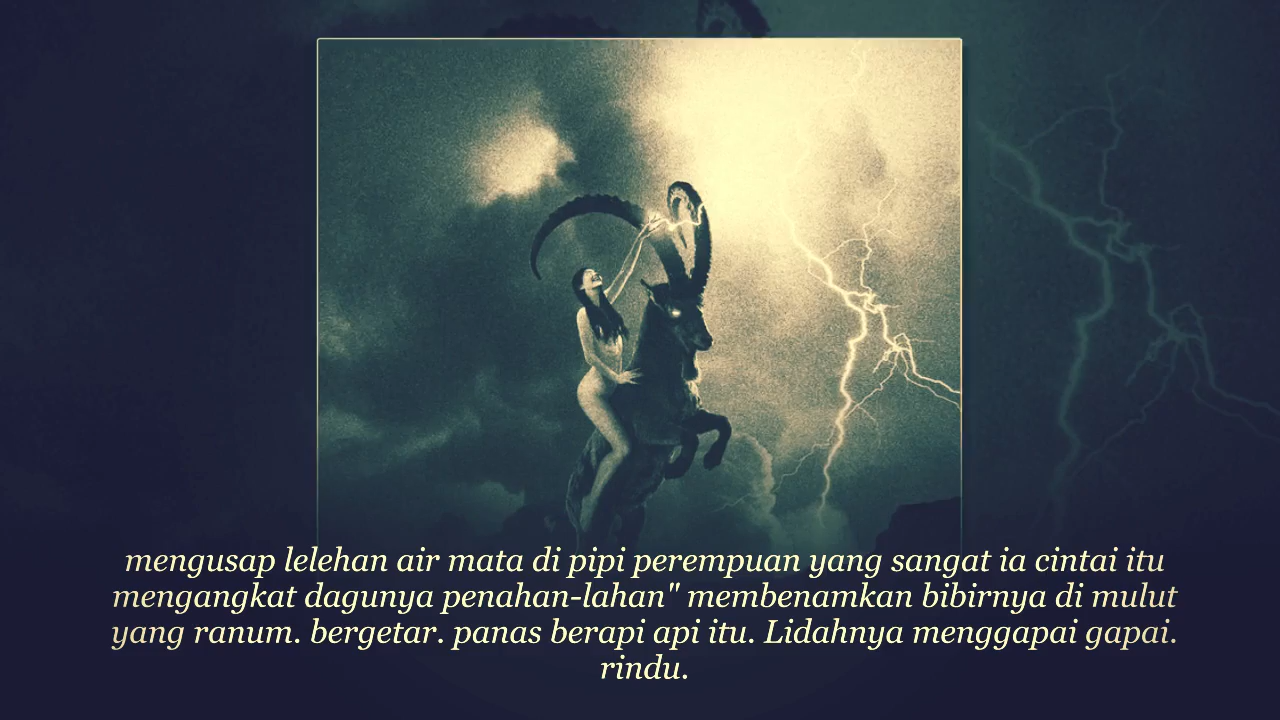 mengusap lelehan air mata di pipi perempuan yang sangat ia cintai itu
mengangkat dagunya penahan-lahan" membenamkan bibirnya di mulut
yang ranum. bergetar. panas berapi api itu. Lidahnya menggapai gapai.
rindu.